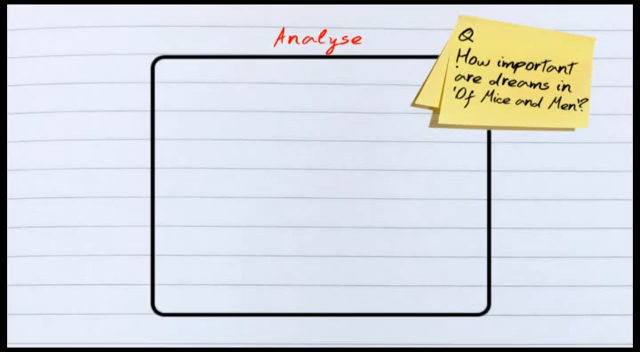 Analyse
Q
How important
are dreams in
'Of Mice and Men'?